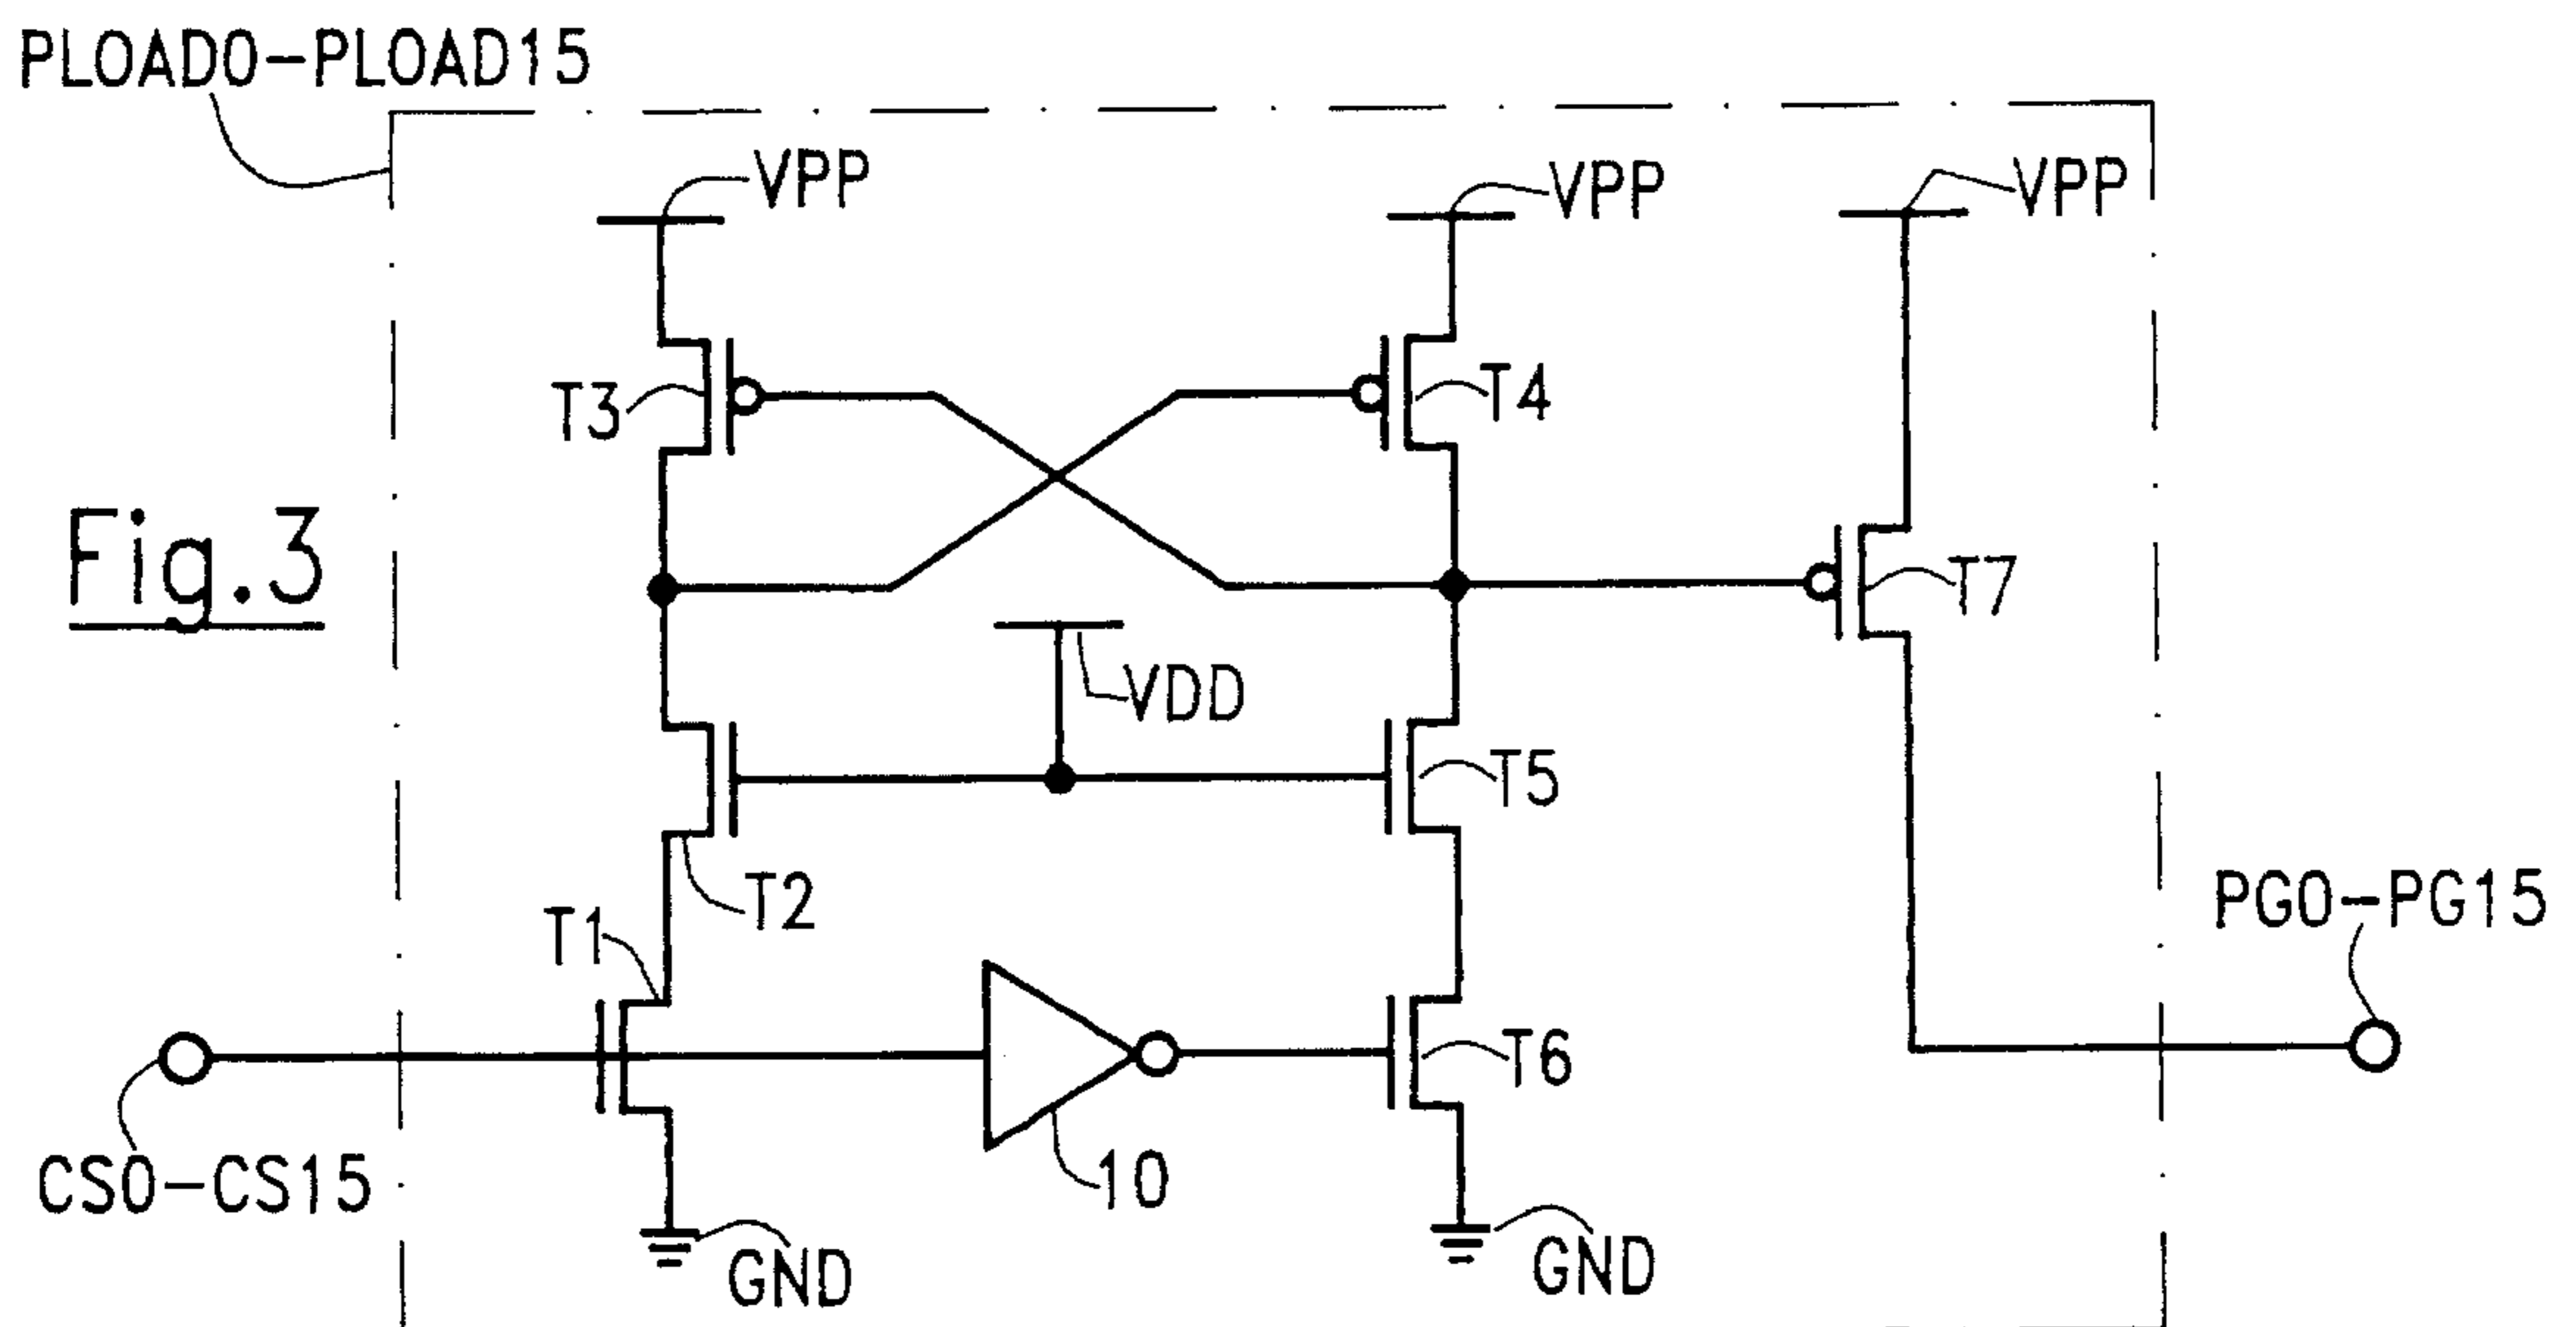 PLOAD0-PLOAD15
VPP
VPP
VPP
T3
T4
Fig.3
T7
VDD
T5
T2
PG0-PG15
T1
T6
CS0-CS15
10
GND
GND